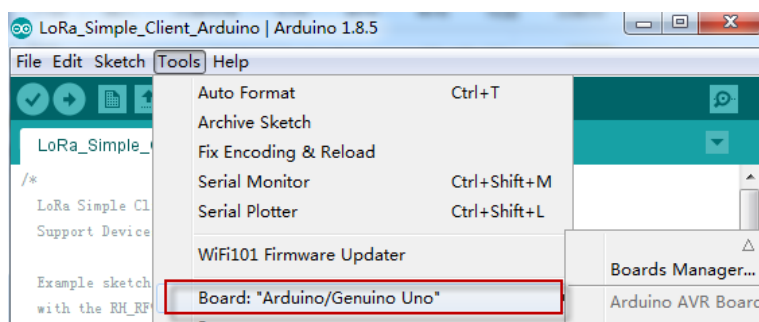 LoRa_Simple_Client_Arduino | Arduino 1.8.5
File Edit Sketch Tools Help
Auto Format Ctrl+T
Archive Sketch
LoRa_Simple_
Fix Encoding & Reload
/*
Serial Monitor Ctrl+Shift+M
LoRa Simple Cl
Serial Plotter Ctrl+Shift+L
Support Device
WiFi101 Firmware Updater
Boards Manager...
Example sketch
Board: "Arduino/Genuino Uno"
Arduino AVR Board
with the RH_RF